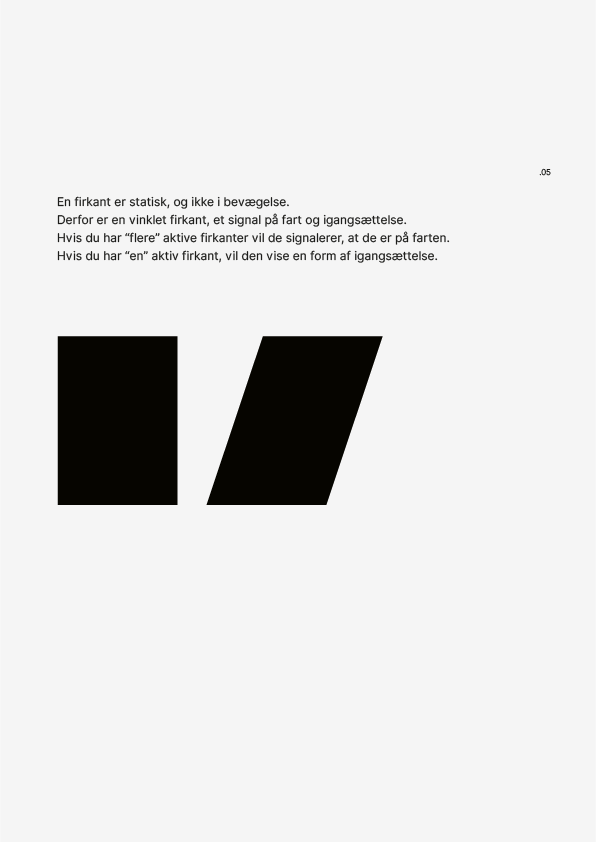 .05
En firkant er statisk, og ikke i bevægelse.
Derfor er en vinklet firkant, et signal på fart og igangsættelse.
Hvis du har “flere” aktive firkanter vil de signalerer, at de er på farten.
Hvis du har “en” aktiv firkant, vil den vise en form af igangsættelse.